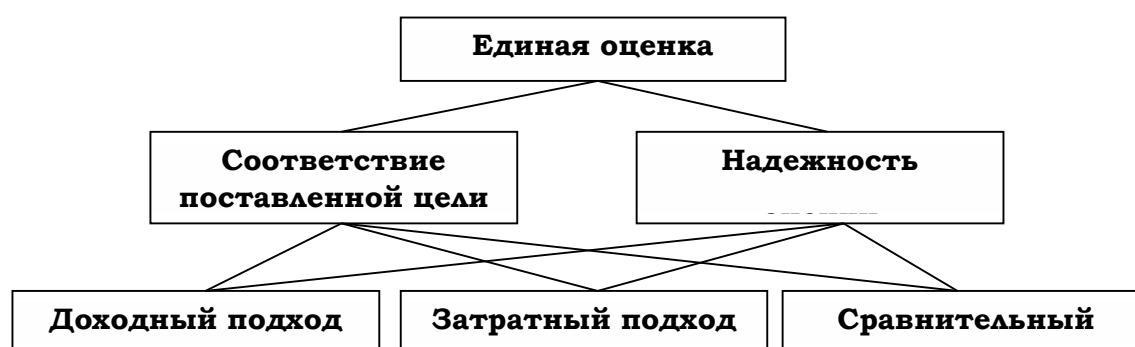 Единая оценка
Соответствие
поставленной цели
Надежность
Доходный подход
Затратный подход
Сравнительный